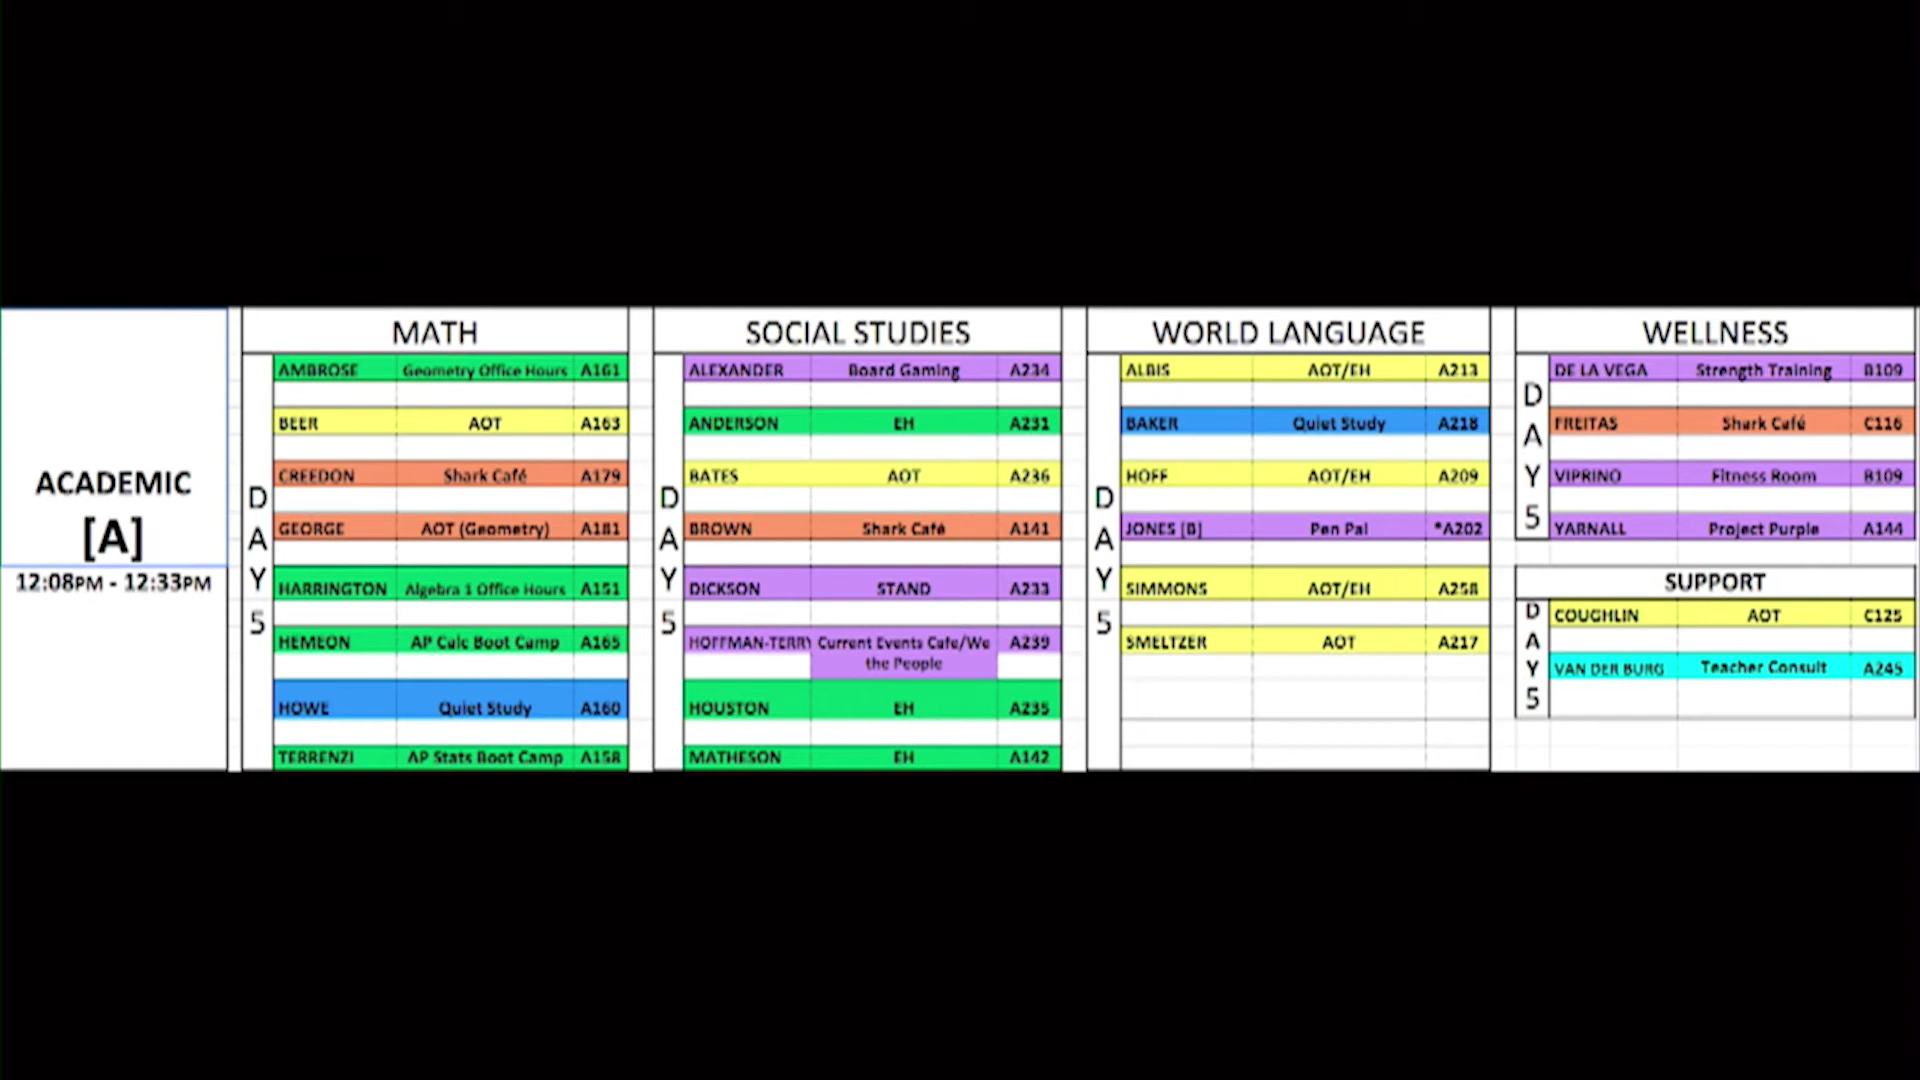 ACADEMIC
[A]
12:08PM - 12:33PM
MATH
DAY 5
AMBROSE Geometry Office Hours A161
BEER AOT A163
CREEDON Shark Café A179
GEORGE AOT (Geometry) A181
HARRINGTON Algebra 1 Office Hours A151
HEMEON AP Calc Boot Camp A165
HOWE Quiet Study A160
TERRENZI AP Stats Boot Camp A158
SOCIAL STUDIES
DAY 5
ALEXANDER Board Gaming A234
ANDERSON EH A231
BATES AOT A236
BROWN Shark Café A141
DICKSON STAND A233
HOFFMAN-TERRY Current Events Cafe/We A239
the People
HOUSTON EH A235
MATHESON EH A142
WORLD LANGUAGE
DAY 5
ALBIS AOT/EH A213
BAKER Quiet Study A218
HOFF AOT/EH A209
JONES [B] Pen Pal *A202
SIMMONS AOT/EH A258
SMELTZER AOT A217
WELLNESS
DAY 5
DE LA VEGA Strength Training B109
FREITAS Shark Café C116
VIPRINO Fitness Room B109
YARNALL Project Purple A144
SUPPORT
DAY 5
COUGHLIN AOT C125
VAN DER BURG Teacher Consult A245